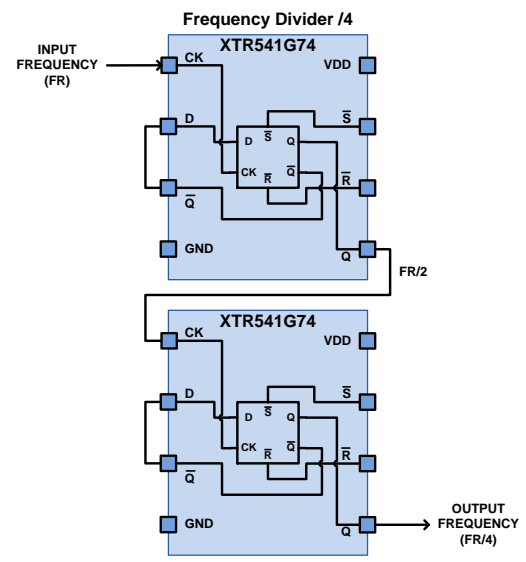 Frequency Divider /4
XTR541G74
INPUT
FREQUENCY
(FR)
CK
VDD
D
S̅
D
S̅
Q
CK
Q̅
R̅
R̅
Q̅
GND
Q
FR/2
XTR541G74
CK
VDD
D
S̅
D
S̅
Q
CK
Q̅
R̅
R̅
Q̅
GND
Q
OUTPUT
FREQUENCY
(FR/4)